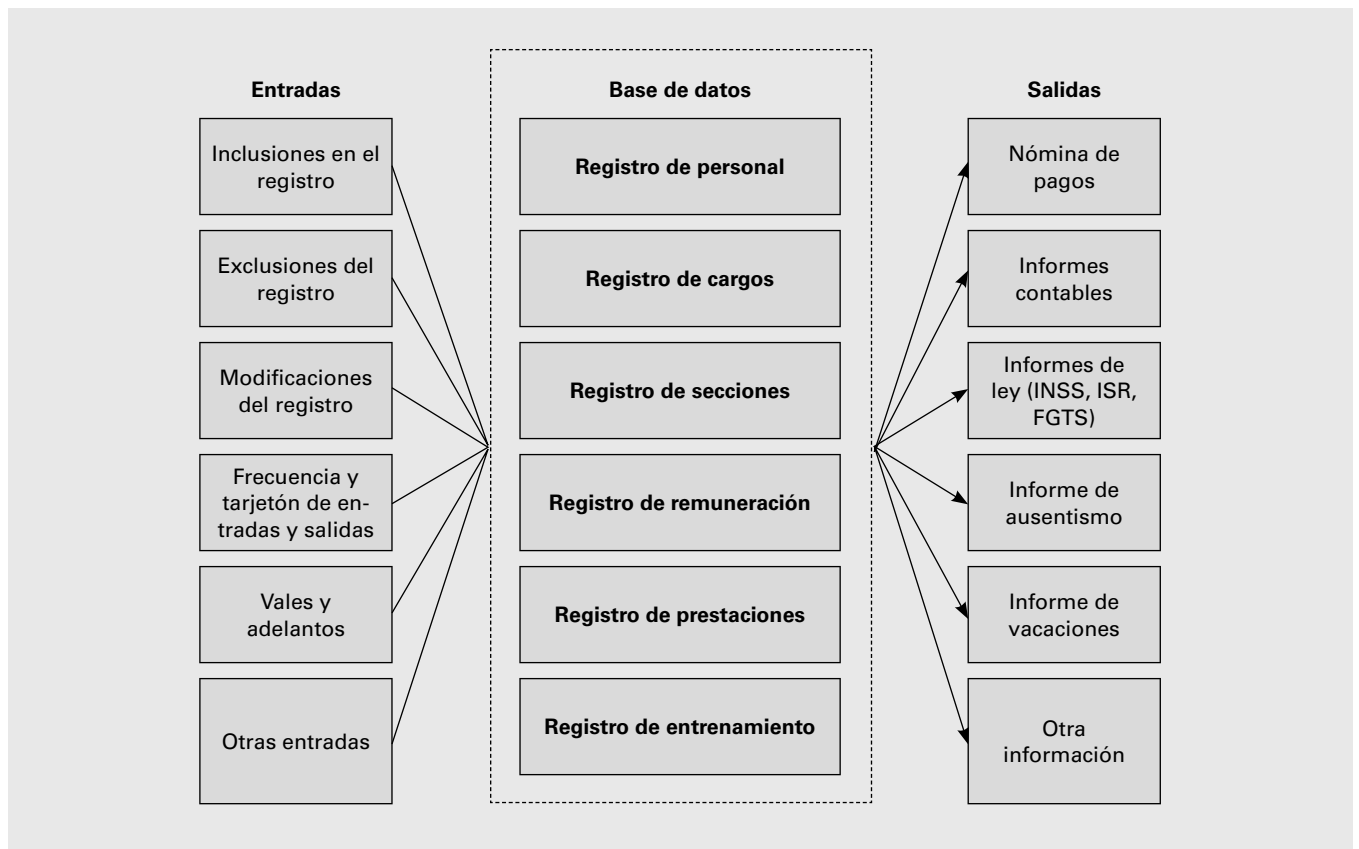 Entradas
Inclusiones en el
registro
Exclusiones del
registro
Modificaciones
del registro
Frecuencia y
tarjetón de en-
tradas y salidas
Vales y
adelantos
Otras entradas
Base de datos
Registro de personal
Registro de cargos
Registro de secciones
Registro de remuneración
Registro de prestaciones
Registro de entrenamiento
Salidas
Nómina de
pagos
Informes
contables
Informes de
ley (INSS, ISR,
FGTS)
Informe de
ausentismo
Informe de
vacaciones
Otra
información